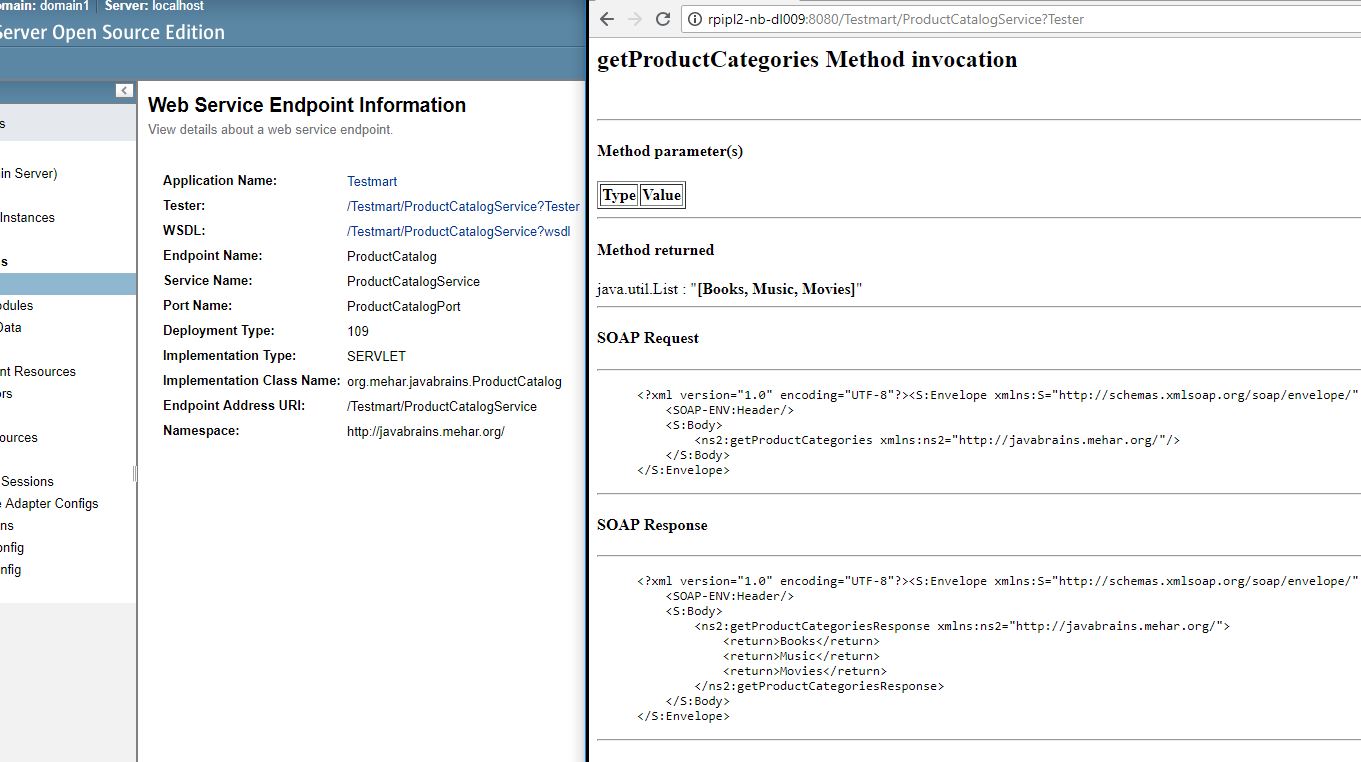 omain: domain1 Server: localhost
Server Open Source Edition
s
in Server)
Instances
s
odules
Data
nt Resources
ors
ources
Sessions
e Adapter Configs
ns
onfig
nfig
Web Service Endpoint Information
View details about a web service endpoint.
Application Name: Testmart
Tester: /Testmart/ProductCatalogService?Tester
WSDL: /Testmart/ProductCatalogService?wsdl
Endpoint Name: ProductCatalog
Service Name: ProductCatalogService
Port Name: ProductCatalogPort
Deployment Type: 109
Implementation Type: SERVLET
Implementation Class Name: org.mehar.javabrains.ProductCatalog
Endpoint Address URI: /Testmart/ProductCatalogService
Namespace: http://javabrains.mehar.org/
rpipl2-nb-dl009:8080/Testmart/ProductCatalogService?Tester
getProductCategories Method invocation
Method parameter(s)
Type Value
Method returned
java.util.List : "[Books, Music, Movies]"
SOAP Request
<?xml version="1.0" encoding="UTF-8"?><S:Envelope xmlns:S="http://schemas.xmlsoap.org/soap/envelope/"
<SOAP-ENV:Header/>
<S:Body>
<ns2:getProductCategories xmlns:ns2="http://javabrains.mehar.org/"/>
</S:Body>
</S:Envelope>
SOAP Response
<?xml version="1.0" encoding="UTF-8"?><S:Envelope xmlns:S="http://schemas.xmlsoap.org/soap/envelope/"
<SOAP-ENV:Header/>
<S:Body>
<ns2:getProductCategoriesResponse xmlns:ns2="http://javabrains.mehar.org/">
<return>Books</return>
<return>Music</return>
<return>Movies</return>
</ns2:getProductCategoriesResponse>
</S:Body>
</S:Envelope>